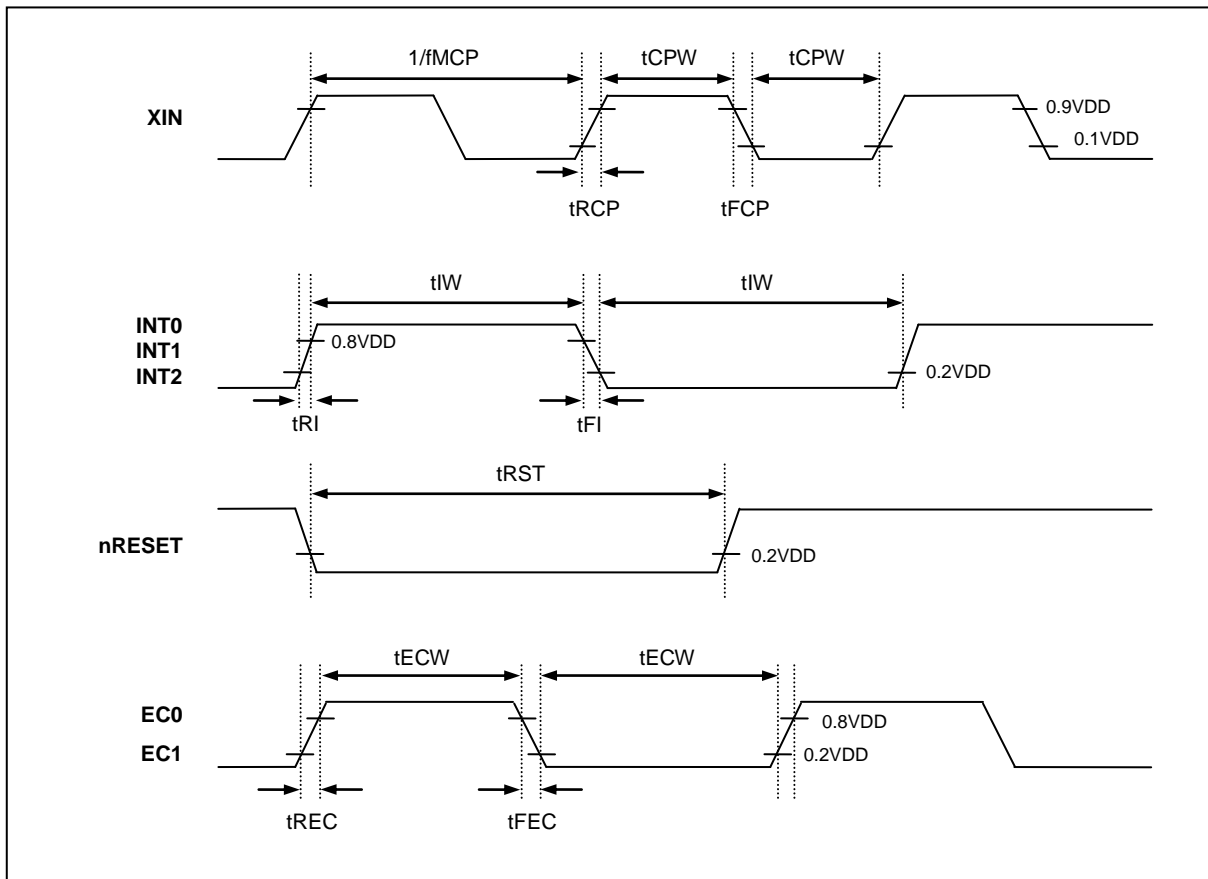 1/fMCP
tCPW
tCPW
XIN
0.9VDD
0.1VDD
tRCP
tFCP
tIW
tIW
INT0
INT1
INT2
0.8VDD
0.2VDD
tRI
tFI
tRST
nRESET
0.2VDD
tECW
tECW
EC0
EC1
0.8VDD
0.2VDD
tREC
tFEC